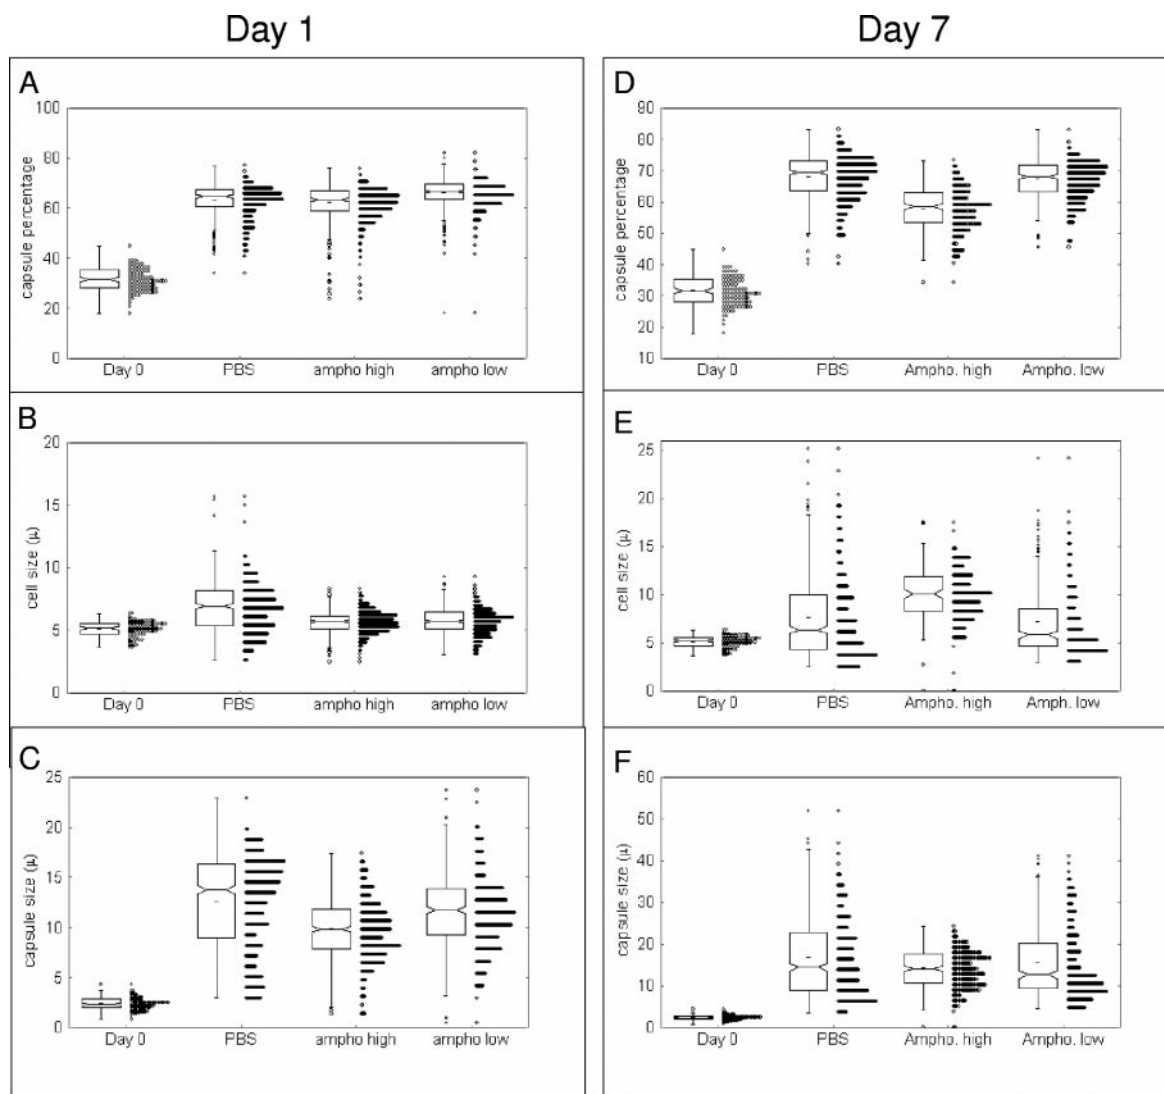 Day 1
Day 7
A
100
80
60
40
20
0
capsule percentage
Day 0 PBS ampho high ampho low
D
90
80
70
60
50
40
30
20
10
capsule percentage
Day 0 PBS Ampho. high Ampho. low
B
20
15
10
5
0
cell size (μ)
Day 0 PBS ampho high ampho low
E
25
20
15
10
5
0
cell size (μ)
Day 0 PBS Ampho. high Amph. low
C
25
20
15
10
5
0
capsule size (μ)
Day 0 PBS ampho high ampho low
F
60
50
40
30
20
10
0
capsule size (μ)
Day 0 PBS Ampho. high Ampho. low